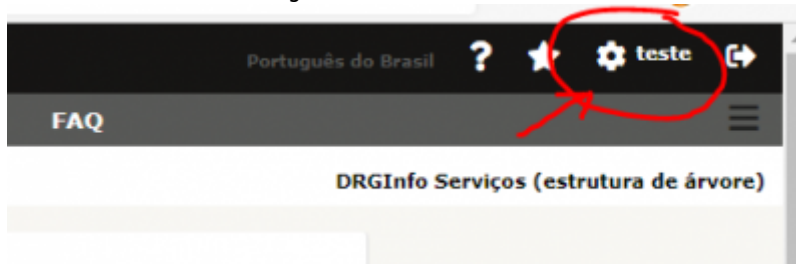 Português do Brasil ? teste
FAQ
DRGInfo Serviços (estrutura de árvore)